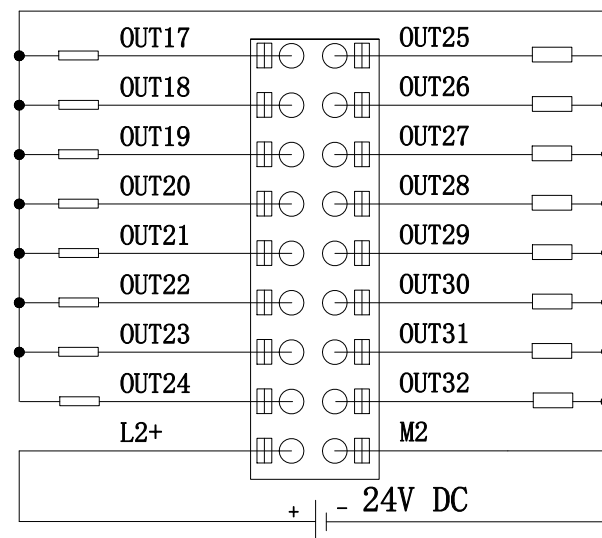 OUT17 OUT25
OUT18 OUT26
OUT19 OUT27
OUT20 OUT28
OUT21 OUT29
OUT22 OUT30
OUT23 OUT31
OUT24 OUT32
L2+ M2
+ - 24V DC